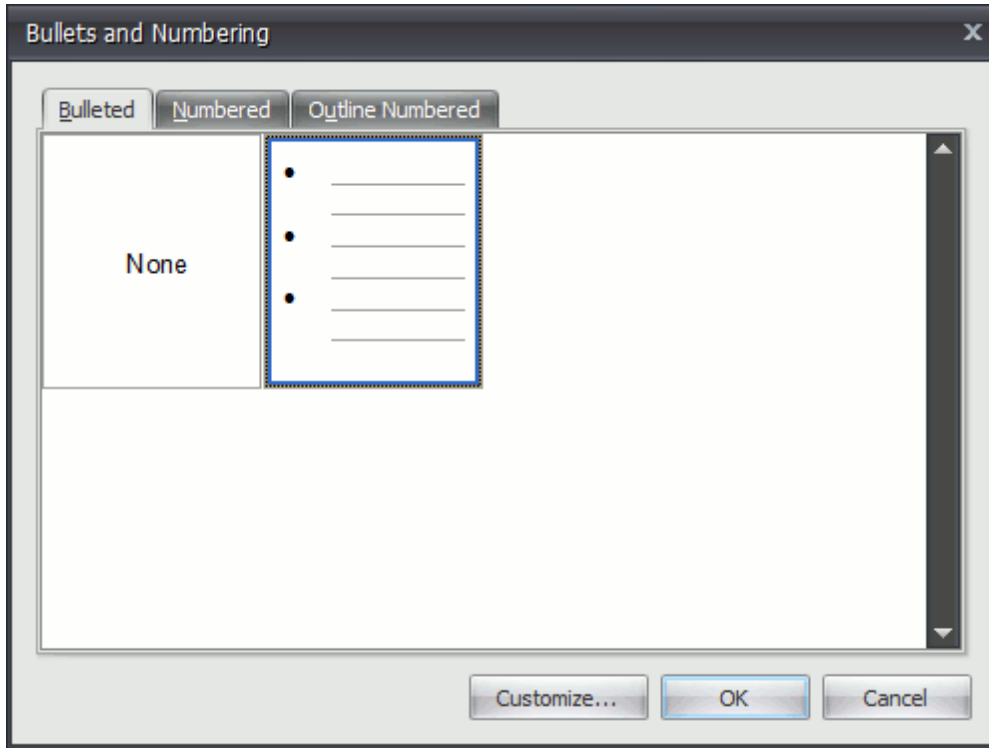 Bullets and Numbering x
Bulleted Numbered Outline Numbered
None
Customize... OK Cancel